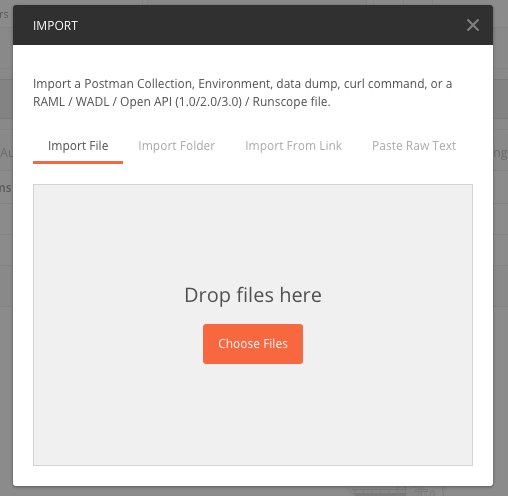 IMPORT
Import a Postman Collection, Environment, data dump, curl command, or a
RAML / WADL / Open API (1.0/2.0/3.0) / Runscope file.
Import File Import Folder Import From Link Paste Raw Text
Drop files here
Choose Files